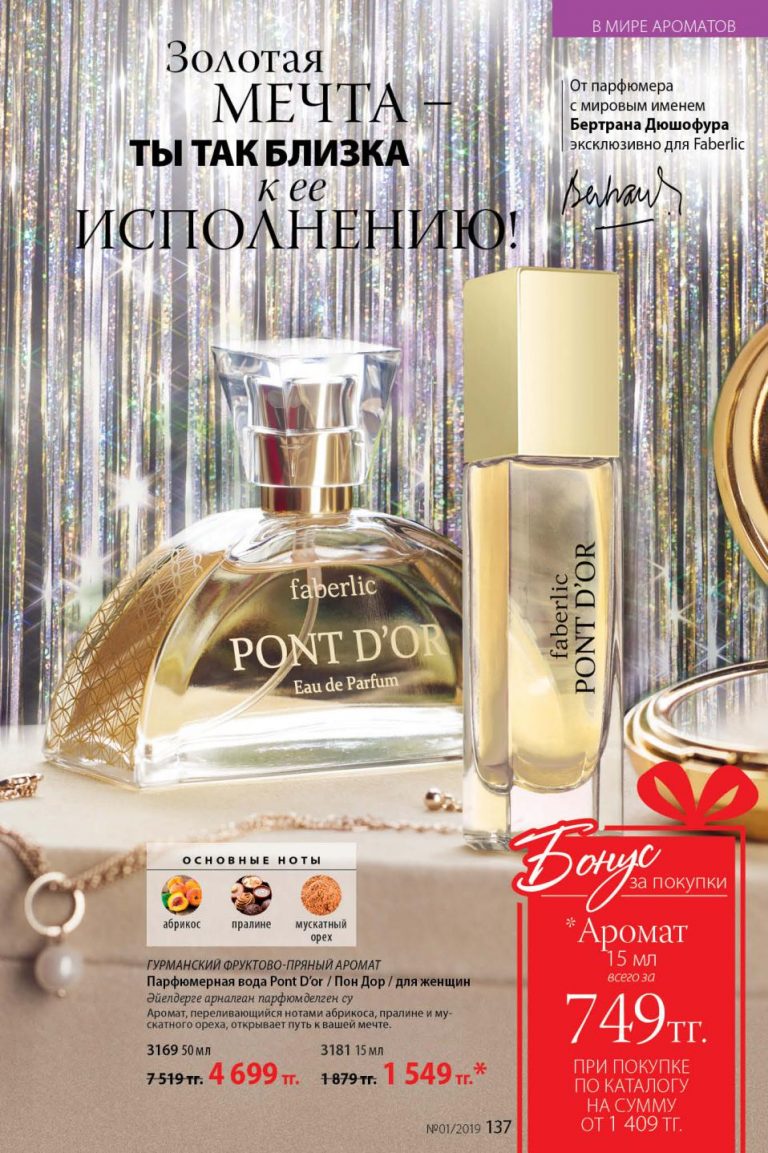 В МИРЕ АРОМАТОВ
Золотая
МЕЧТА –
ТЫ ТАК БЛИЗКА
к ее
ИСПОЛНЕНИЮ!
От парфюмера
с мировым именем
Бертрана Дюшофура
эксклюзивно для Faberlic
faberlic
PONT D'OR
Eau de Parfum
faberlic
PONT D'OR
ОСНОВНЫЕ НОТЫ
абрикос
пралине
мускатный
орех
ГУРМАНСКИЙ ФРУКТОВО-ПРЯНЫЙ АРОМАТ
Парфюмерная вода Pont D'or / Пон Дор / для женщин
Әйелдерге арналған парфюмделген су
Аромат, переливающийся нотами абрикоса, пралине и му-
скатного ореха, открывает путь к вашей мечте.
3169 50 мл
7 519 тг. 4 699 тг.
3181 15 мл
1 879 тг. 1 549 тг.*
Бонус
за покупки
*Аромат
15 мл
всего за
749 тг.
ПРИ ПОКУПКЕ
ПО КАТАЛОГУ
НА СУММУ
ОТ 1 409 ТГ.
№01/2019 137